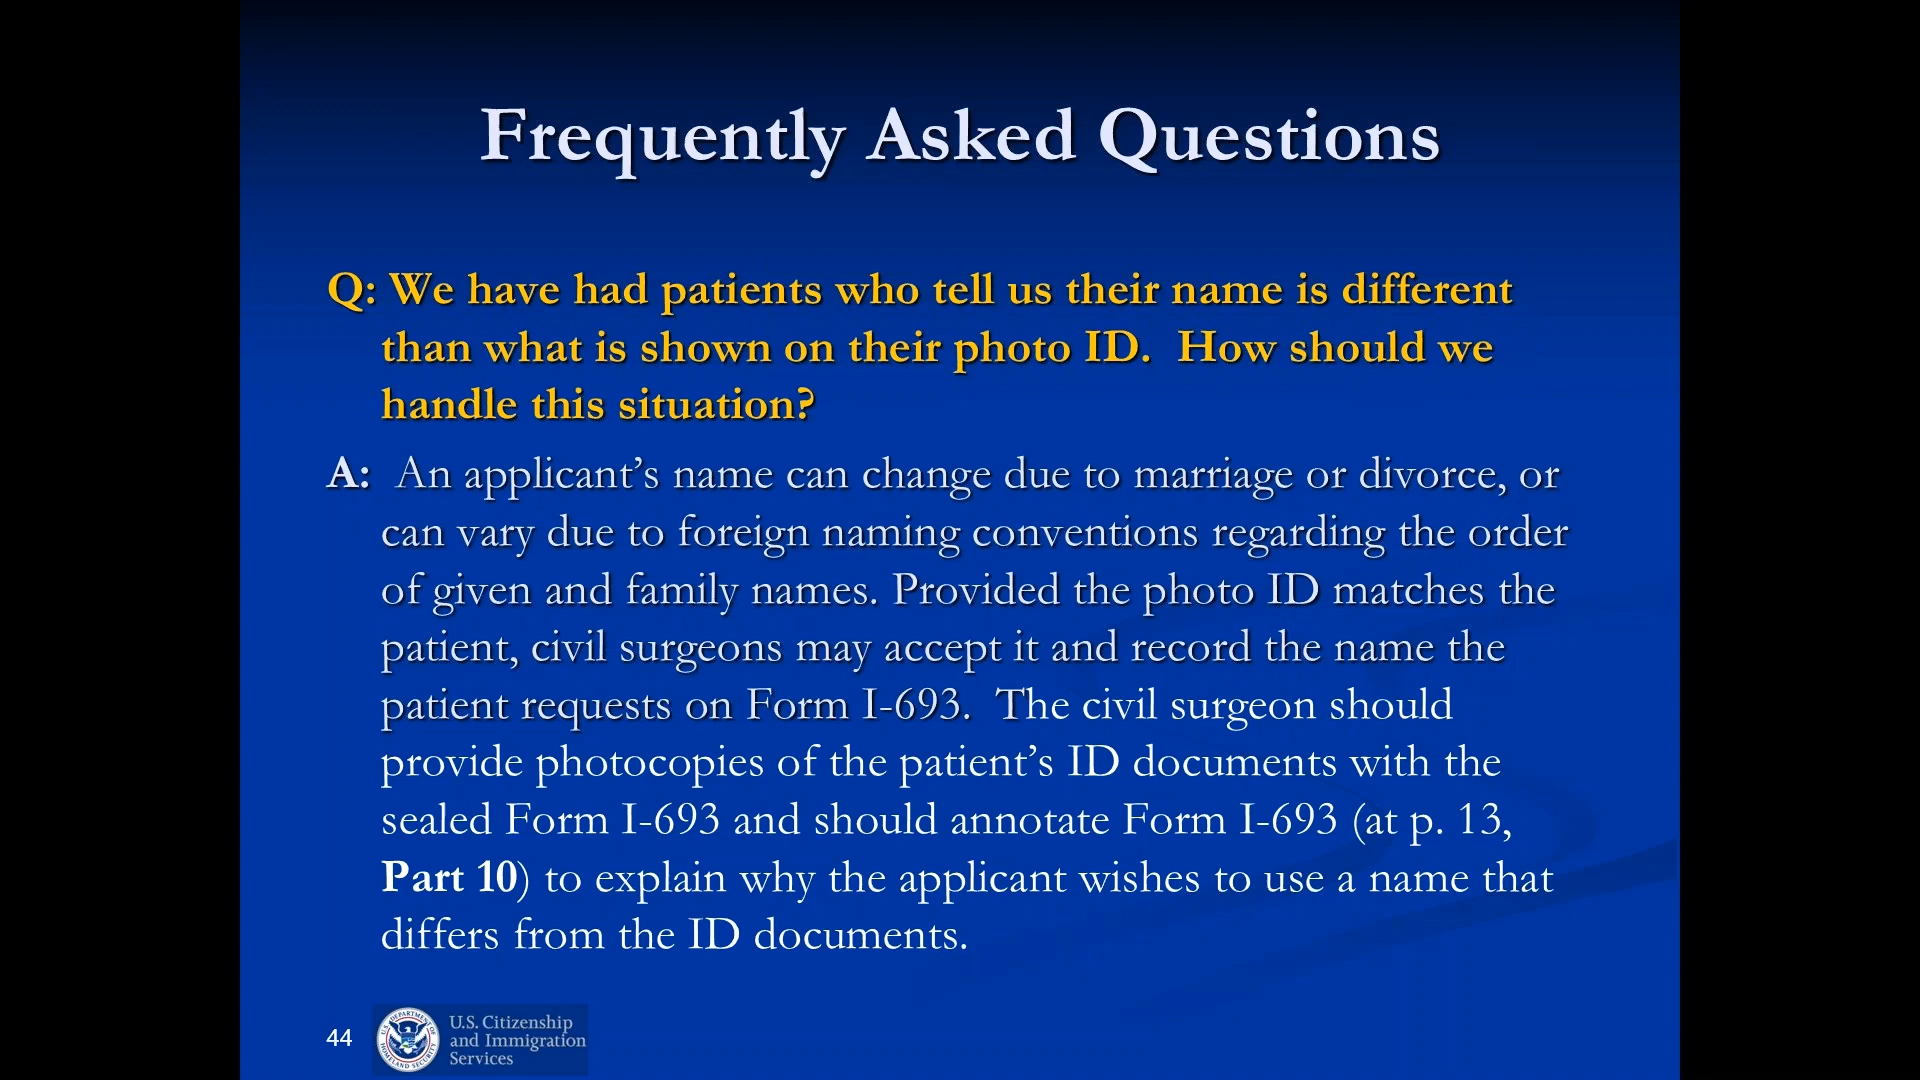 Frequently Asked Questions
Q: We have had patients who tell us their name is different
than what is shown on their photo ID.  How should we
handle this situation?
A:  An applicant’s name can change due to marriage or divorce, or
can vary due to foreign naming conventions regarding the order
of given and family names. Provided the photo ID matches the
patient, civil surgeons may accept it and record the name the
patient requests on Form I-693.  The civil surgeon should
provide photocopies of the patient’s ID documents with the
sealed Form I-693 and should annotate Form I-693 (at p. 13,
Part 10) to explain why the applicant wishes to use a name that
differs from the ID documents.
44
U.S. DEPARTMENT OF HOMELAND SECURITY
U.S. Citizenship
and Immigration
Services